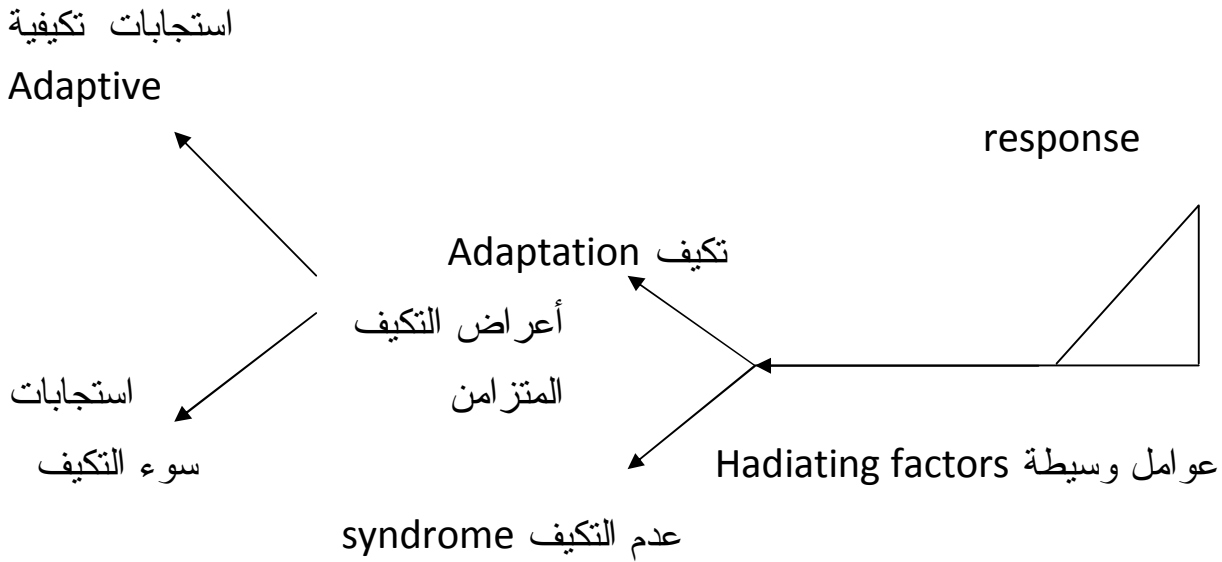 استجابات تكيفية
Adaptive
response
تكيف Adaptation
أعراض التكيف
المتزامن
استجابات
سوء التكيف
عوامل وسيطة Hadiating factors
عدم التكيف syndrome